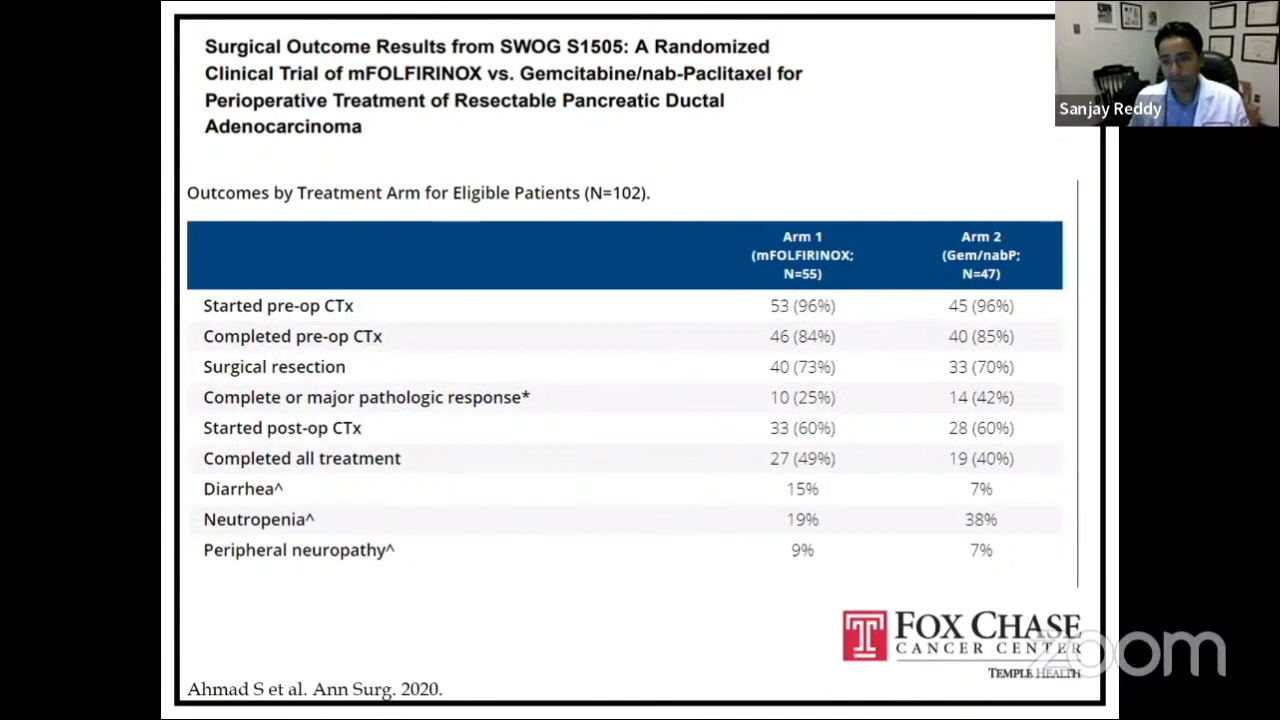 Surgical Outcome Results from SWOG S1505: A Randomized
Clinical Trial of mFOLFIRINOX vs. Gemcitabine/nab-Paclitaxel for
Perioperative Treatment of Resectable Pancreatic Ductal
Adenocarcinoma
Sanjay Reddy
Outcomes by Treatment Arm for Eligible Patients (N=102).
Arm 1
(mFOLFIRINOX;
N=55)
Arm 2
(Gem/nabP;
N=47)
Started pre-op CTx 53 (96%) 45 (96%)
Completed pre-op CTx 46 (84%) 40 (85%)
Surgical resection 40 (73%) 33 (70%)
Complete or major pathologic response* 10 (25%) 14 (42%)
Started post-op CTx 33 (60%) 28 (60%)
Completed all treatment 27 (49%) 19 (40%)
Diarrhea^ 15% 7%
Neutropenia^ 19% 38%
Peripheral neuropathy^ 9% 7%
FOX CHASE
CANCER CENTER
TEMPLE HEALTH
zoom
Ahmad S et al. Ann Surg. 2020.